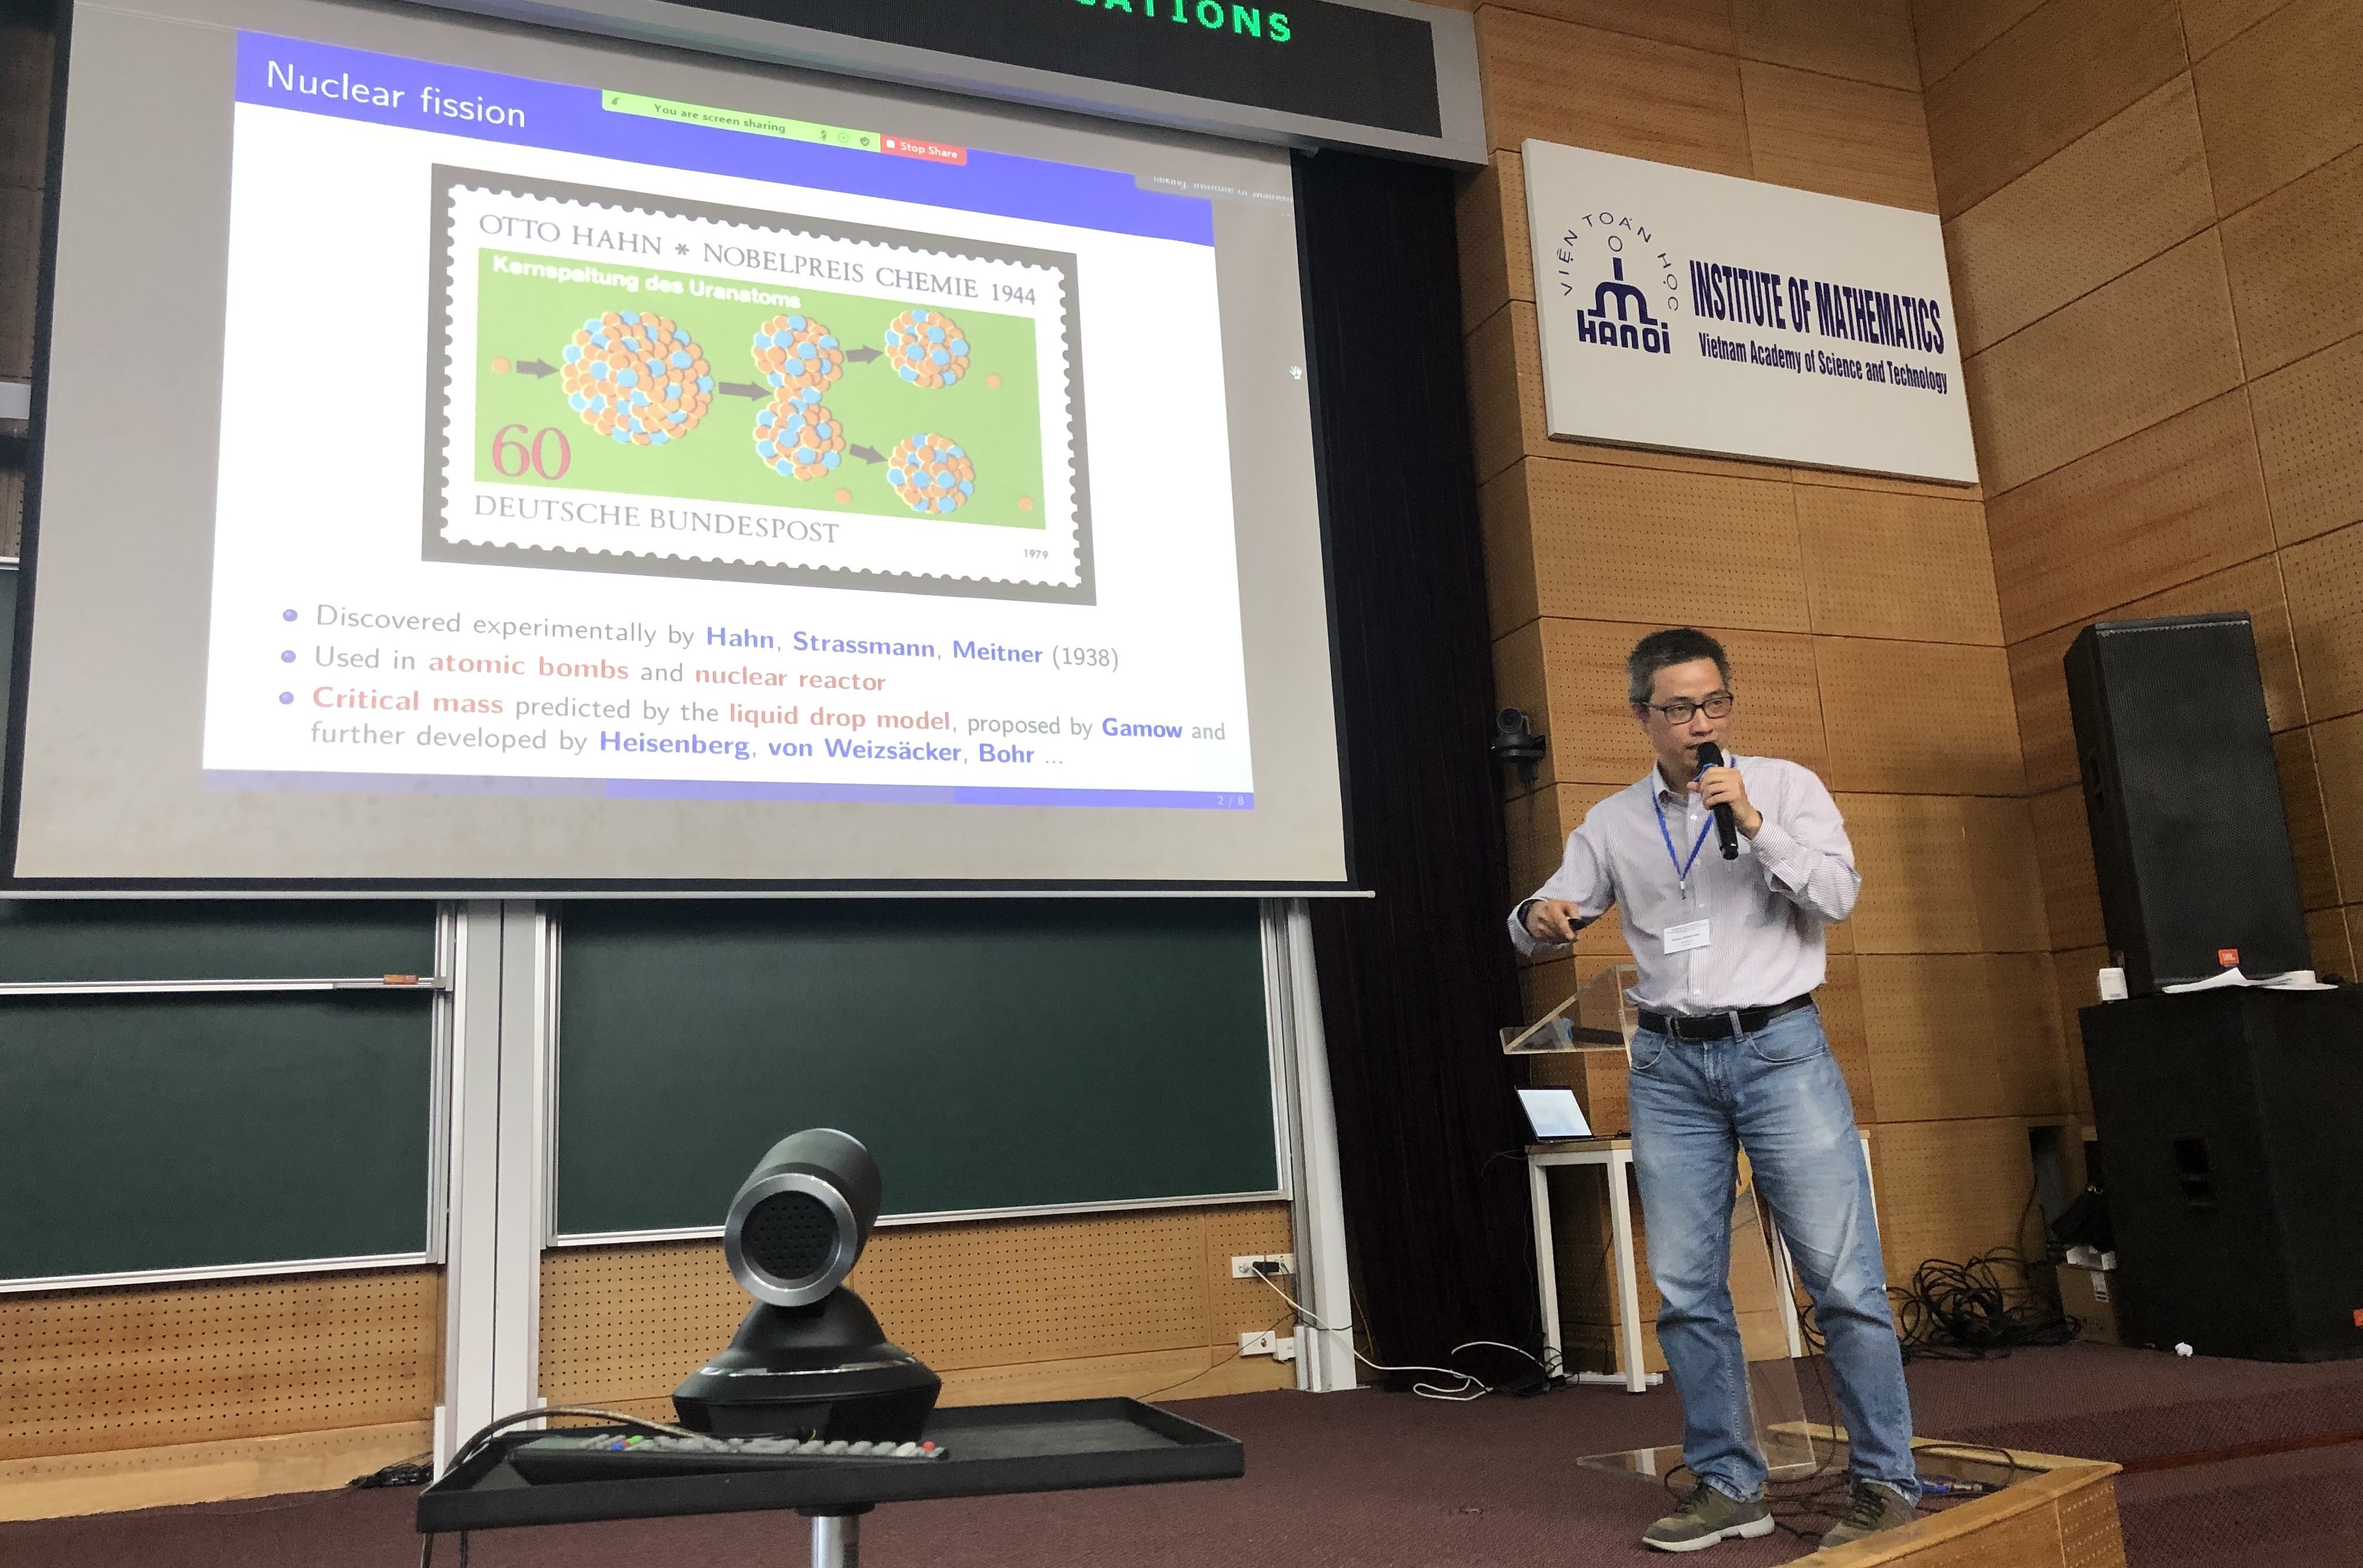 ATIONS
Nuclear fission
You are screen sharing
Stop Share
OTTO HAHN * NOBELPREIS CHEMIE 1944
Kernspaltung des Uranatoms
60
DEUTSCHE BUNDESPOST
1979
Discovered experimentally by Hahn, Strassmann, Meitner (1938)
Used in atomic bombs and nuclear reactor
Critical mass predicted by the liquid drop model, proposed by Gamow and
further developed by Heisenberg, von Weizsäcker, Bohr ...
2 / 8
VIỆN TOÁN HỌC
HANOI
INSTITUTE OF MATHEMATICS
Vietnam Academy of Science and Technology
JBL